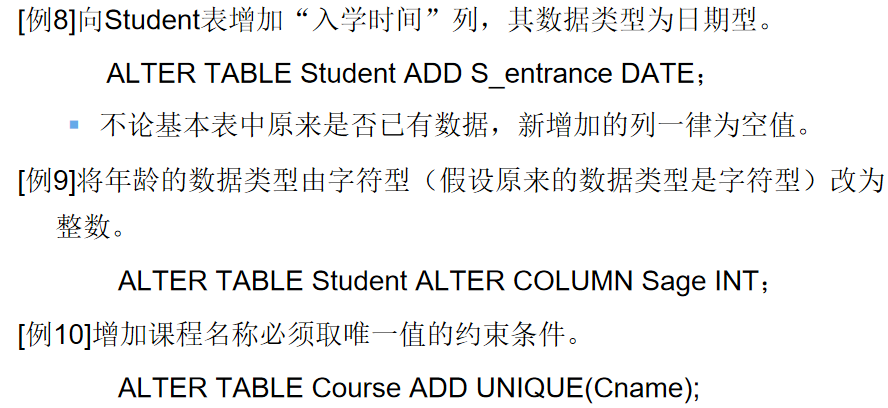 [例8]向Student表增加“入学时间”列，其数据类型为日期型。
ALTER TABLE Student ADD S_entrance DATE；
▪ 不论基本表中原来是否已有数据，新增加的列一律为空值。
[例9]将年龄的数据类型由字符型（假设原来的数据类型是字符型）改为
整数。
ALTER TABLE Student ALTER COLUMN Sage INT；
[例10]增加课程名称必须取唯一值的约束条件。
ALTER TABLE Course ADD UNIQUE(Cname);